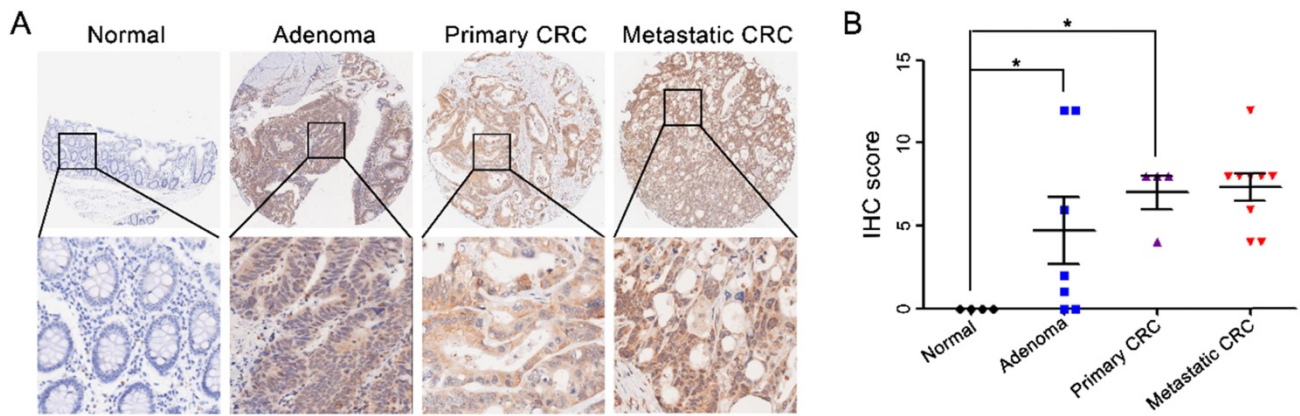 A
Normal
Adenoma
Primary CRC
Metastatic CRC
B
*
*
15
10
5
0
IHC score
Normal
Adenoma
Primary CRC
Metastatic CRC